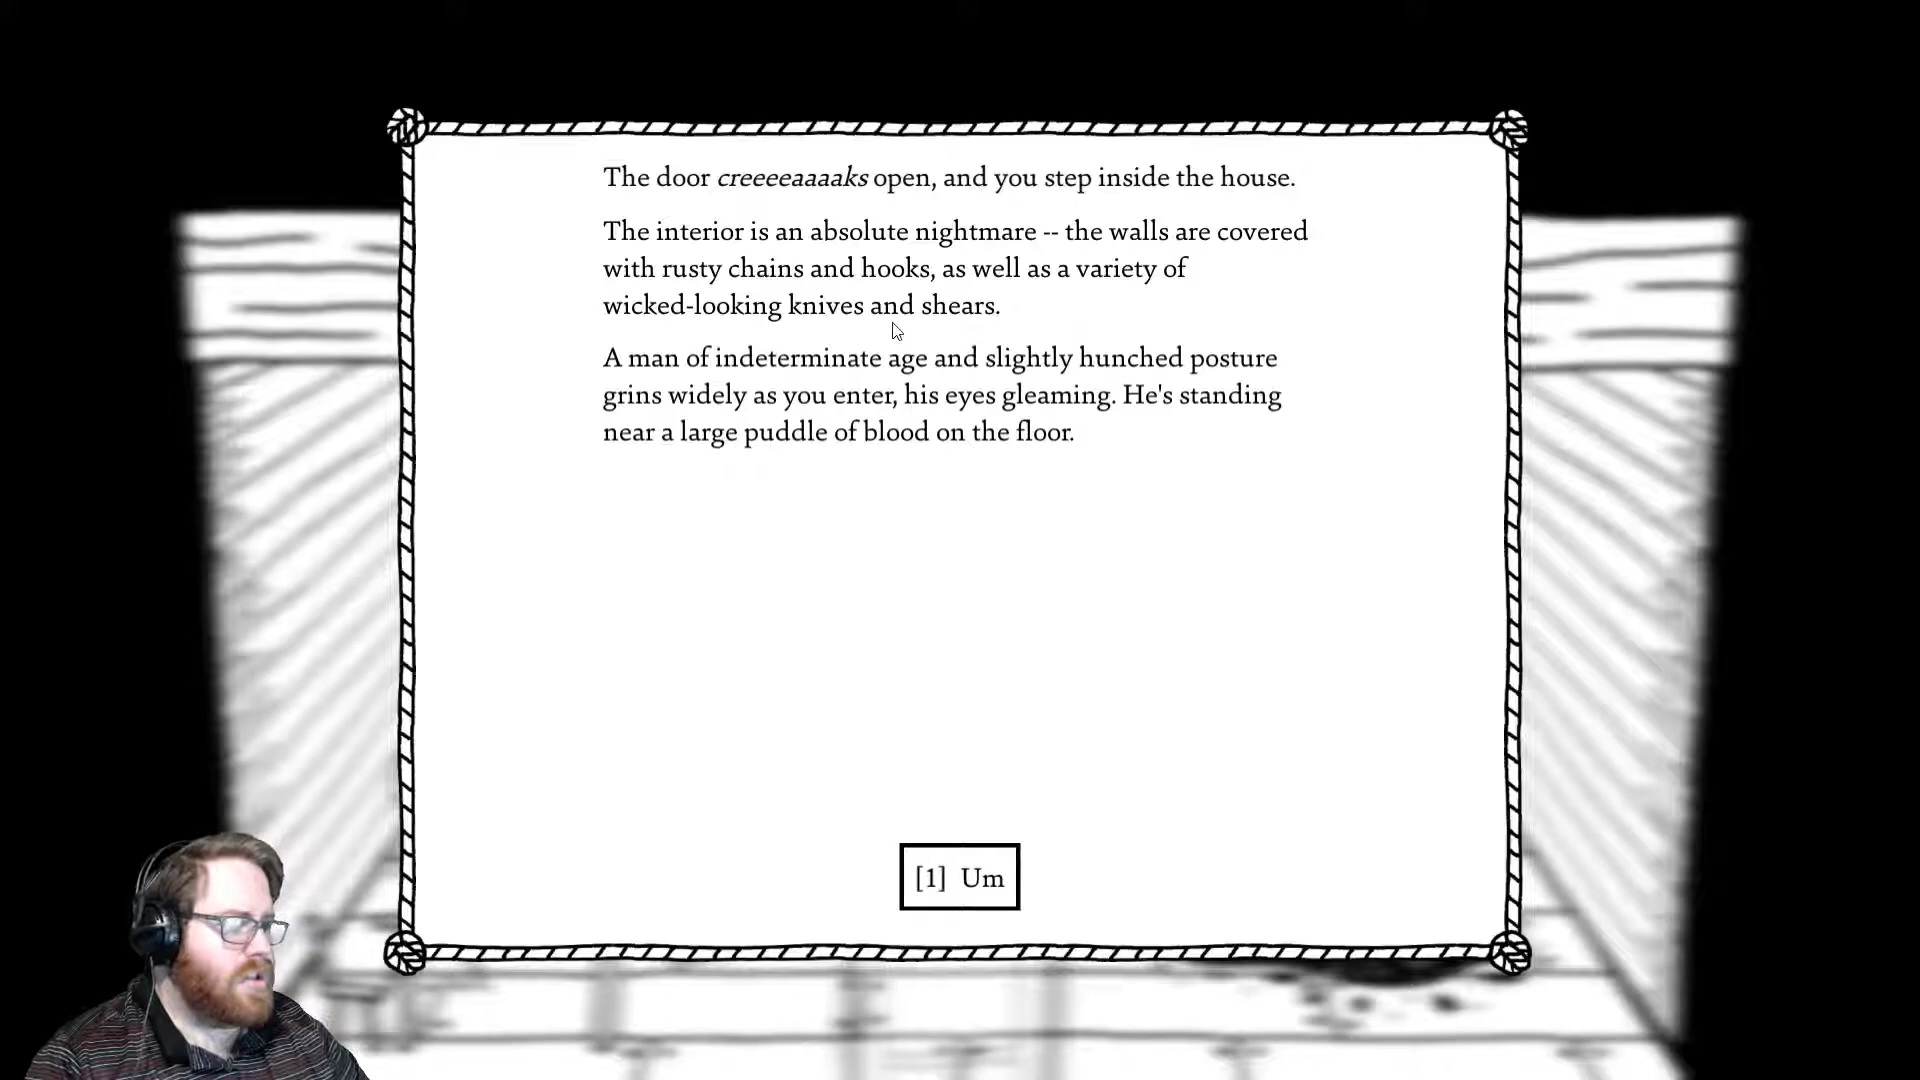 The door creeeeaaaaks open, and you step inside the house.
The interior is an absolute nightmare -- the walls are covered
with rusty chains and hooks, as well as a variety of
wicked-looking knives and shears.
A man of indeterminate age and slightly hunched posture
grins widely as you enter, his eyes gleaming. He's standing
near a large puddle of blood on the floor.
[1] Um